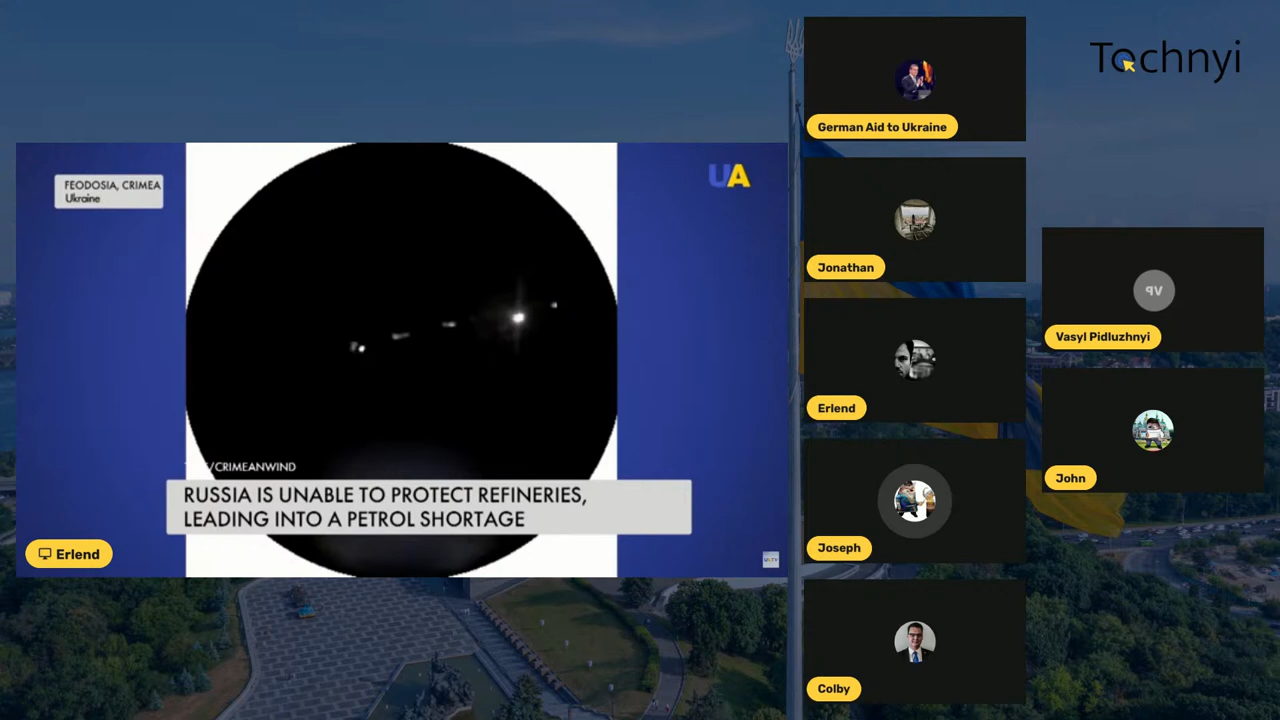 Tochnyi
German Aid to Ukraine
FEODOSIA, CRIMEA
Ukraine
UA
Jonathan
VP
Vasyl Pidluzhnyi
Erlend
/CRIMEANWIND
RUSSIA IS UNABLE TO PROTECT REFINERIES,
LEADING INTO A PETROL SHORTAGE
John
Erlend
Joseph
Colby